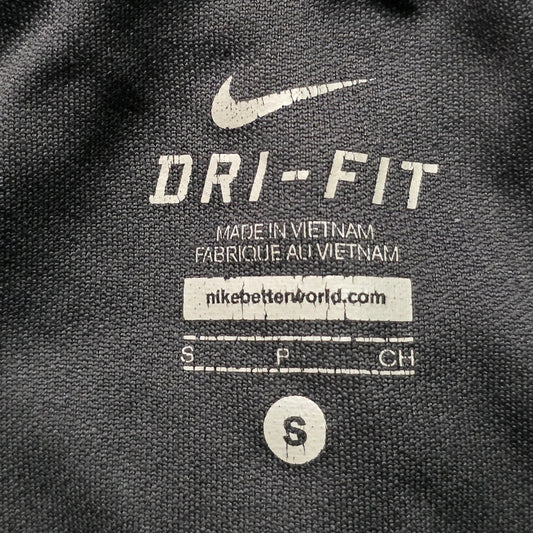 DRI-FIT
MADE IN VIETNAM
FABRIQUE AU VIETNAM
nikebetterworld.com
S P CH
S